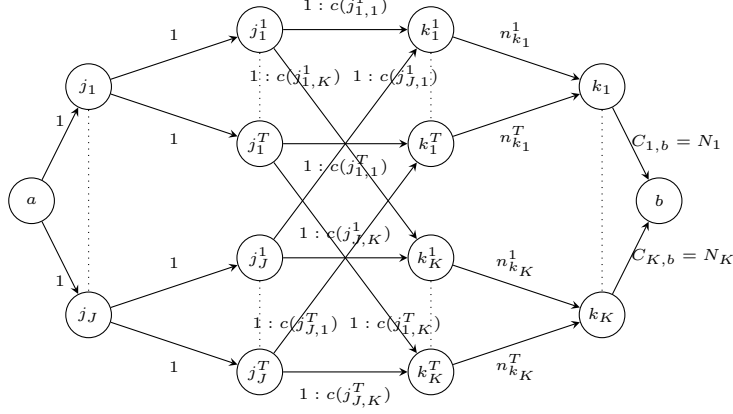 1 : c(j^1_{1,1})
j^1_1
k^1_1
1
n^1_{k_1}
1 : c(j^1_{1,K})
1 : c(j^1_{J,1})
j_1
k_1
1
1
n^T_{k_1}
j^T_1
k^T_1
C_{1,b} = N_1
1 : c(j^T_{1,1})
a
b
1 : c(j^1_{J,K})
C_{K,b} = N_K
1
j^1_J
k^1_K
1
n^1_{k_K}
j_J
k_K
1 : c(j^T_{J,1})
1 : c(j^T_{1,K})
1
n^T_{k_K}
j^T_J
k^T_K
1 : c(j^T_{J,K})